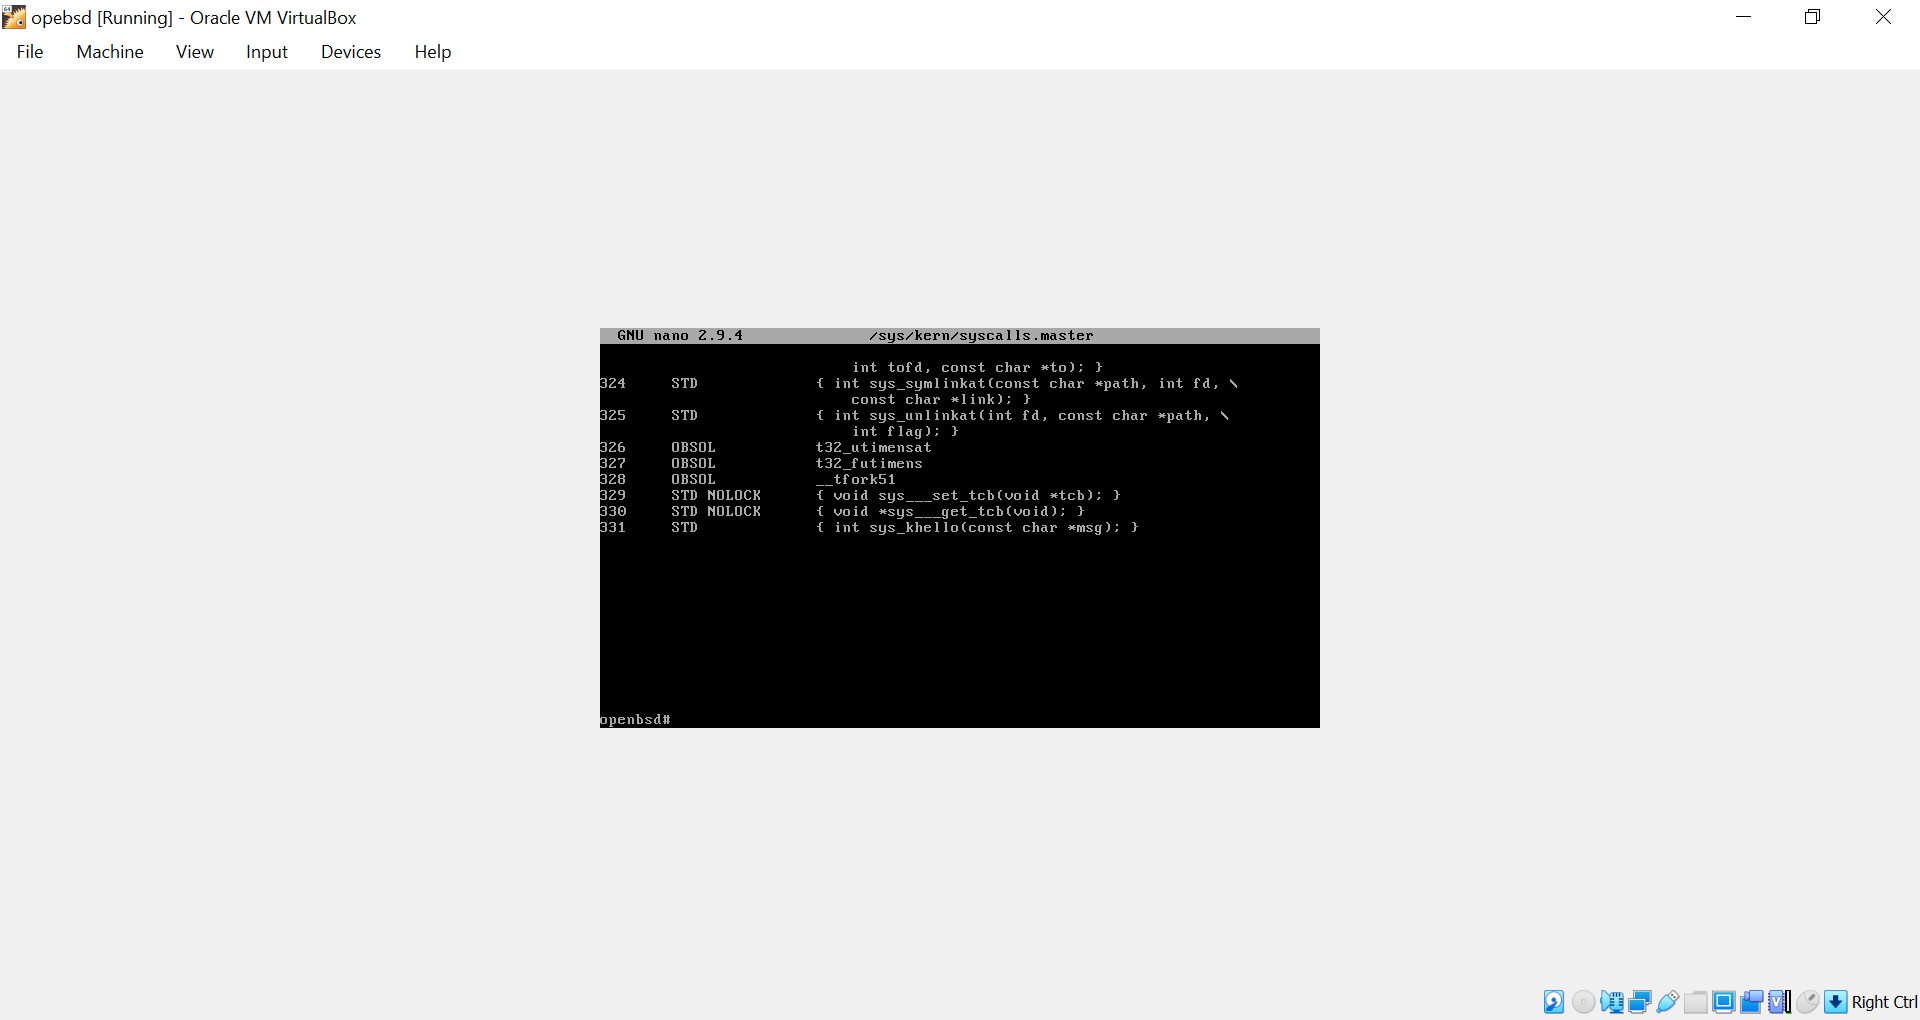 opebsd [Running] - Oracle VM VirtualBox
File Machine View Input Devices Help
GNU nano 2.9.4 /sys/kern/syscalls.master
int tofd, const char *to); }
324 STD { int sys_symlinkat(const char *path, int fd, \
const char *link); }
325 STD { int sys_unlinkat(int fd, const char *path, \
int flag); }
326 OBSOL t32_utimensat
327 OBSOL t32_futimens
328 OBSOL __tfork51
329 STD NOLOCK { void sys___set_tcb(void *tcb); }
330 STD NOLOCK { void *sys___get_tcb(void); }
331 STD { int sys_khello(const char *msg); }
openbsd#
Right Ctrl